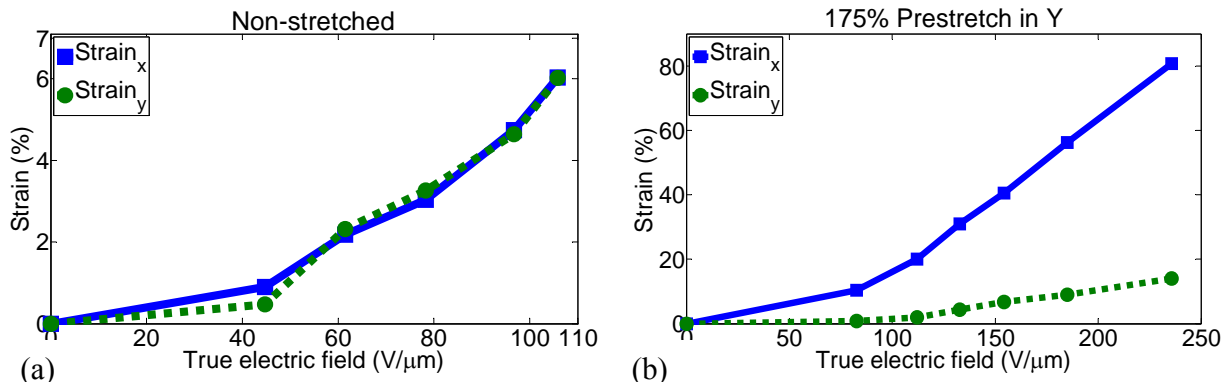 Non-stretched
7
6
4
2
0
Strain (%)
Strain_x
Strain_y
0 20 40 60 80 100 110
True electric field (V/μm)
(a)
175% Prestretch in Y
80
60
40
20
0
Strain (%)
Strain_x
Strain_y
0 50 100 150 200 250
True electric field (V/μm)
(b)